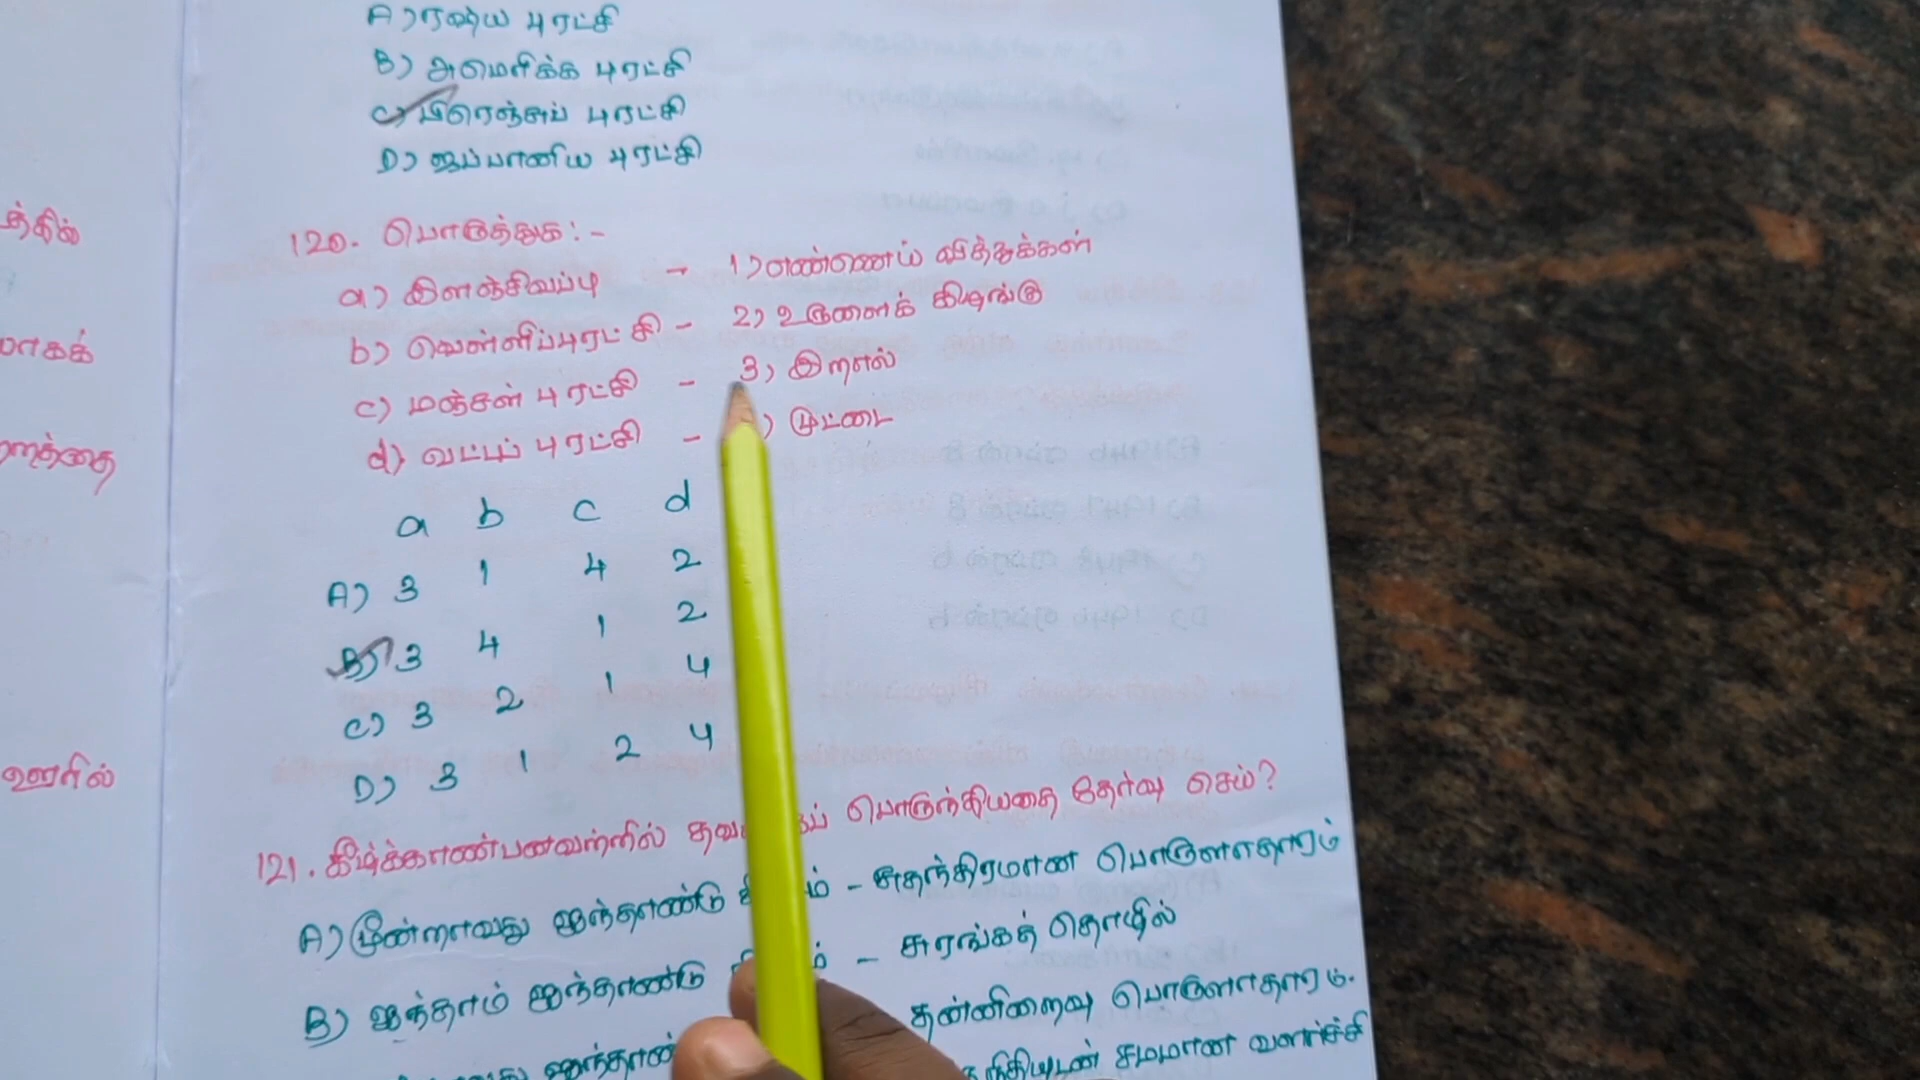 A) ரஷ்ய புரட்சி
B) அமெரிக்க புரட்சி
C) பிரெஞ்சுப் புரட்சி
D) ஜப்பானிய புரட்சி
த்தில்
மாகக்
ஊரில்
120. பொருத்துக:-
a) இளஞ்சிவப்பு - 1) எண்ணெய் வித்துக்கள்
b) வெள்ளிப்புரட்சி - 2) உருளைக் கிழங்கு
c) மஞ்சள் புரட்சி - 3) இறால்
d) வட்டப் புரட்சி - ) முட்டை
a b c d
A) 3 1 4 2
B) 3 4 1 2
C) 3 2 1 4
D) 3 1 2 4
121. கீழ்க்காண்பனவற்றில் பொருந்தியதை தேர்வு செய்?
A) மூன்றாவது ஐந்தாண்டு - சுதந்திரமான பொருளாதாரம்
B) ஐந்தாம் ஐந்தாண்டு - சுரங்கத் தொழில்
தன்னிறைவு பொருளாதாரம்.
சமமான வளர்ச்சி